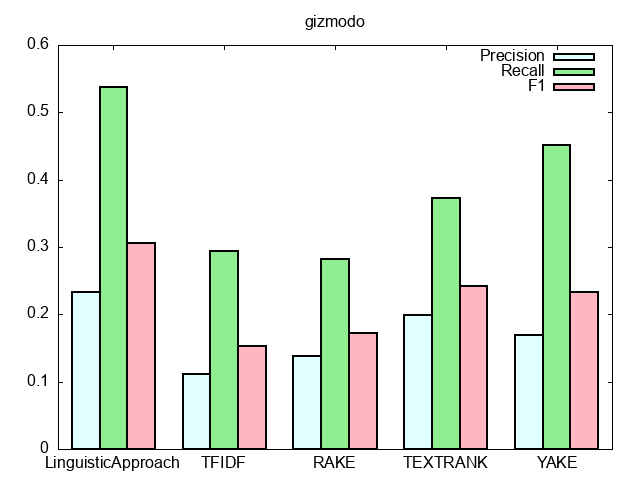 gizmodo
0.6
0.5
0.4
0.3
0.2
0.1
0
Precision
Recall
F1
LinguisticApproach TFIDF RAKE TEXTRANK YAKE